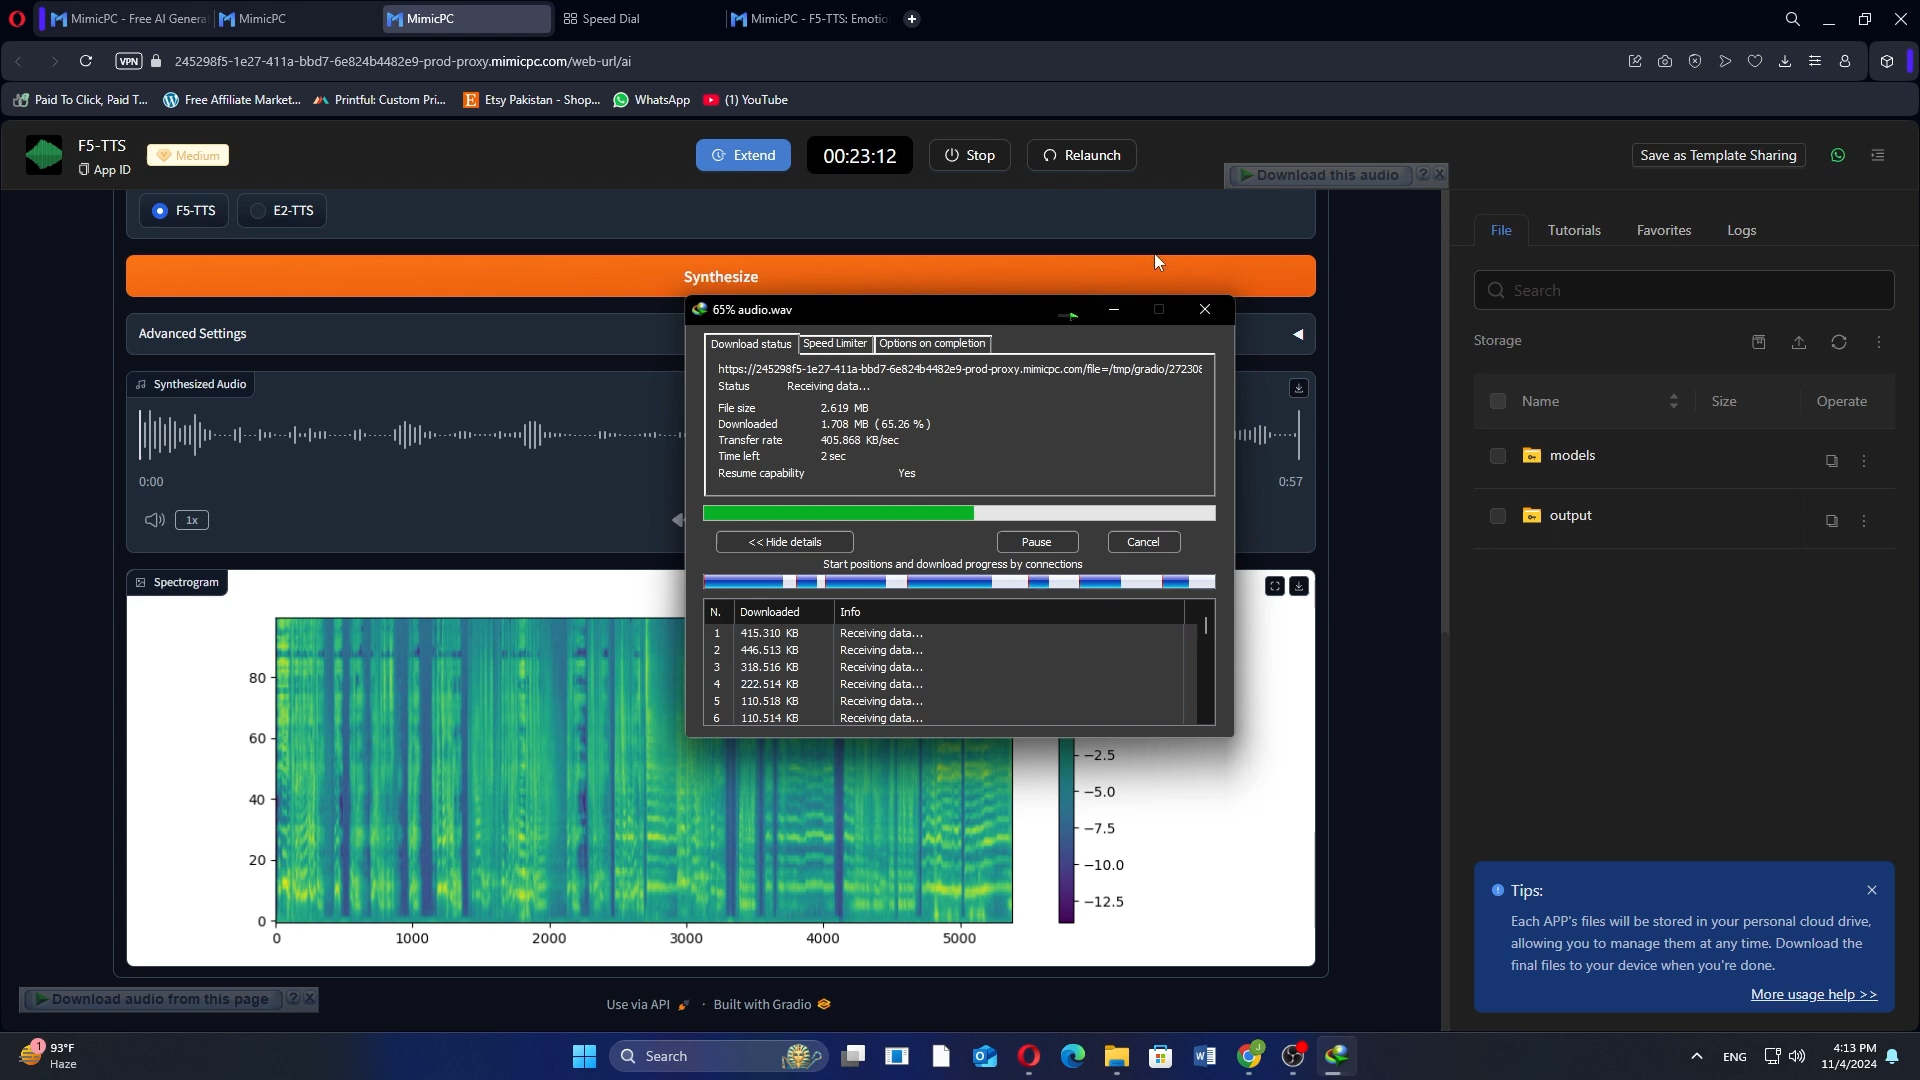 MimicPC - Free AI Genera
MimicPC
MimicPC
Speed Dial
MimicPC - F5-TTS: Emotio
VPN
245298f5-1e27-411a-bbd7-6e824b4482e9-prod-proxy.mimicpc.com/web-url/ai
Paid To Click, Paid T...
Free Affiliate Market...
Printful: Custom Pri...
Etsy Pakistan - Shop...
WhatsApp
(1) YouTube
F5-TTS
App ID
Medium
Extend
00:23:12
Stop
Relaunch
Save as Template Sharing
Download this audio
F5-TTS
E2-TTS
Synthesize
Advanced Settings
Synthesized Audio
0:00
0:57
1x
65% audio.wav
Download status
Speed Limiter
Options on completion
https://245298f5-1e27-411a-bbd7-6e824b4482e9-prod-proxy.mimicpc.com/file=/tmp/gradio/272308
Status Receiving data...
File size 2.619 MB
Downloaded 1.708 MB ( 65.26 % )
Transfer rate 405.868 KB/sec
Time left 2 sec
Resume capability Yes
<< Hide details
Pause
Cancel
Start positions and download progress by connections
N. Downloaded Info
1 415.310 KB Receiving data...
2 446.513 KB Receiving data...
3 318.516 KB Receiving data...
4 222.514 KB Receiving data...
5 110.518 KB Receiving data...
6 110.514 KB Receiving data...
Spectrogram
80
60
40
20
0
0 1000 2000 3000 4000 5000
−2.5
−5.0
−7.5
−10.0
−12.5
Download audio from this page
Use via API · Built with Gradio
File
Tutorials
Favorites
Logs
Search
Storage
Name
Size
Operate
models
output
Tips:
Each APP's files will be stored in your personal cloud drive,
allowing you to manage them at any time. Download the
final files to your device when you're done.
More usage help >>
1
93°F
Haze
Search
ENG
4:13 PM
11/4/2024